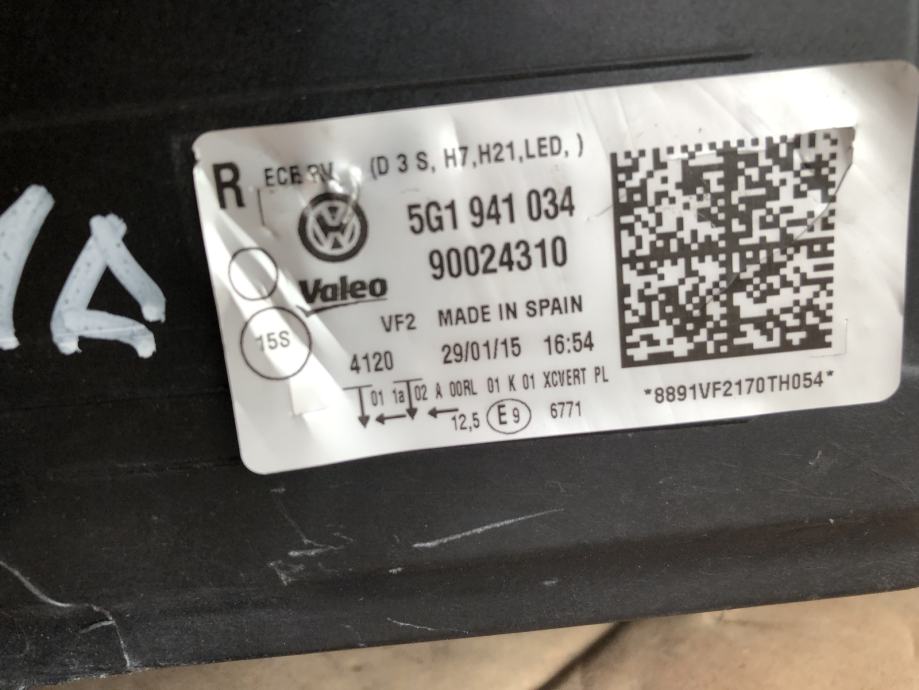 R ECE (D 3 S, H7,H21,LED, )
5G1 941 034
90024310
Valeo
VF2 MADE IN SPAIN
15S
4120 29/01/15 16:54
01 1a 02 A 00RL 01 K 01 XCVERT PL
12,5 E9 6771
*8891VF2170TH054*